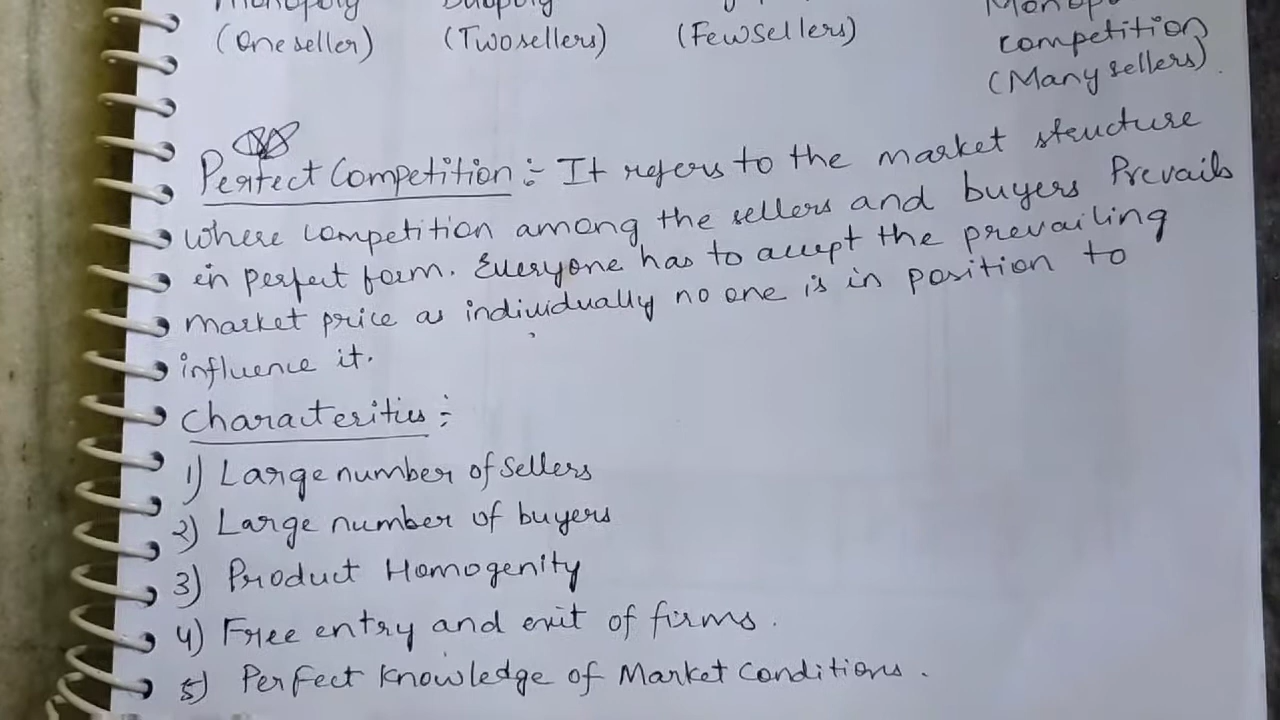 Monopoly Duopoly
(One seller) (Two sellers) (Few sellers) competition
(Many sellers).
Perfect Competition :- It refers to the market structure
where competition among the sellers and buyers Prevails
in perfect form. Everyone has to accept the prevailing
market price as individually no one is in position to
influence it.
Characterities :-
1) Large number of Sellers
2) Large number of buyers
3) Product Homogenity
4) Free entry and exit of firms.
5) Perfect Knowledge of Market Conditions.